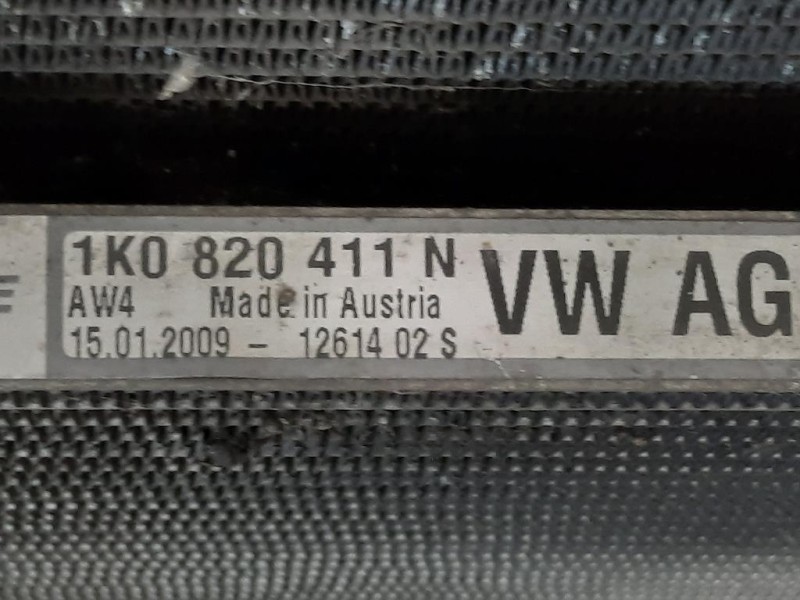 1K0 820 411 N VW AG
AW4 Made in Austria
15.01.2009 - 12614 02 S